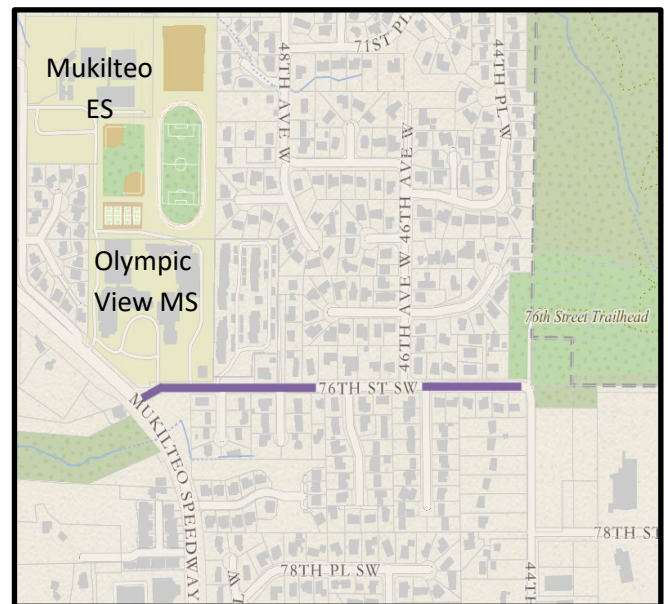 Mukilteo
ES
48TH AVE W
71ST PL
44TH PL W
46TH AVE W
46TH AVE W
Olympic
View MS
76th Street Trailhead
76TH ST SW
MUKILTEO SPEEDWAY
78TH ST
78TH PL SW
44TH